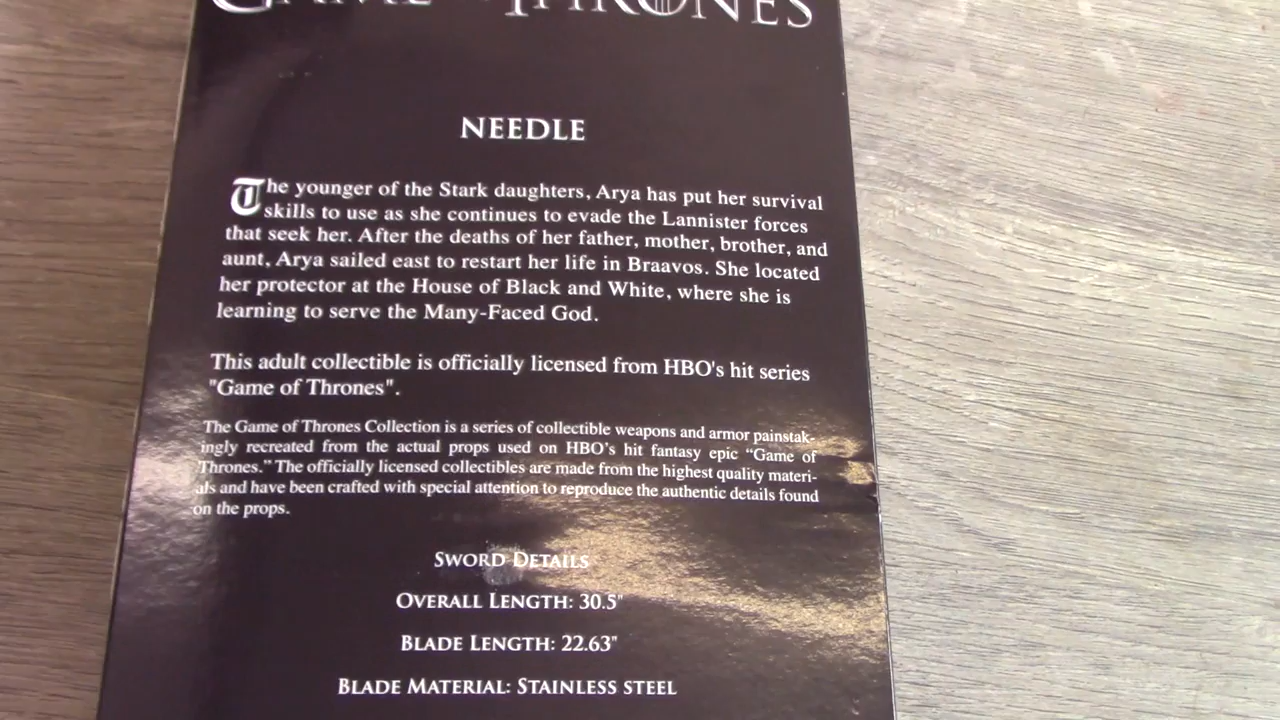 GAME OF THRONES
NEEDLE
The younger of the Stark daughters, Arya has put her survival
skills to use as she continues to evade the Lannister forces
that seek her. After the deaths of her father, mother, brother, and
aunt, Arya sailed east to restart her life in Braavos. She located
her protector at the House of Black and White, where she is
learning to serve the Many-Faced God.
This adult collectible is officially licensed from HBO's hit series
"Game of Thrones".
The Game of Thrones Collection is a series of collectible weapons and armor painstak-
ingly recreated from the actual props used on HBO's hit fantasy epic “Game of
Thrones.” The officially licensed collectibles are made from the highest quality materi-
als and have been crafted with special attention to reproduce the authentic details found
on the props.
SWORD DETAILS
OVERALL LENGTH: 30.5"
BLADE LENGTH: 22.63"
BLADE MATERIAL: STAINLESS STEEL